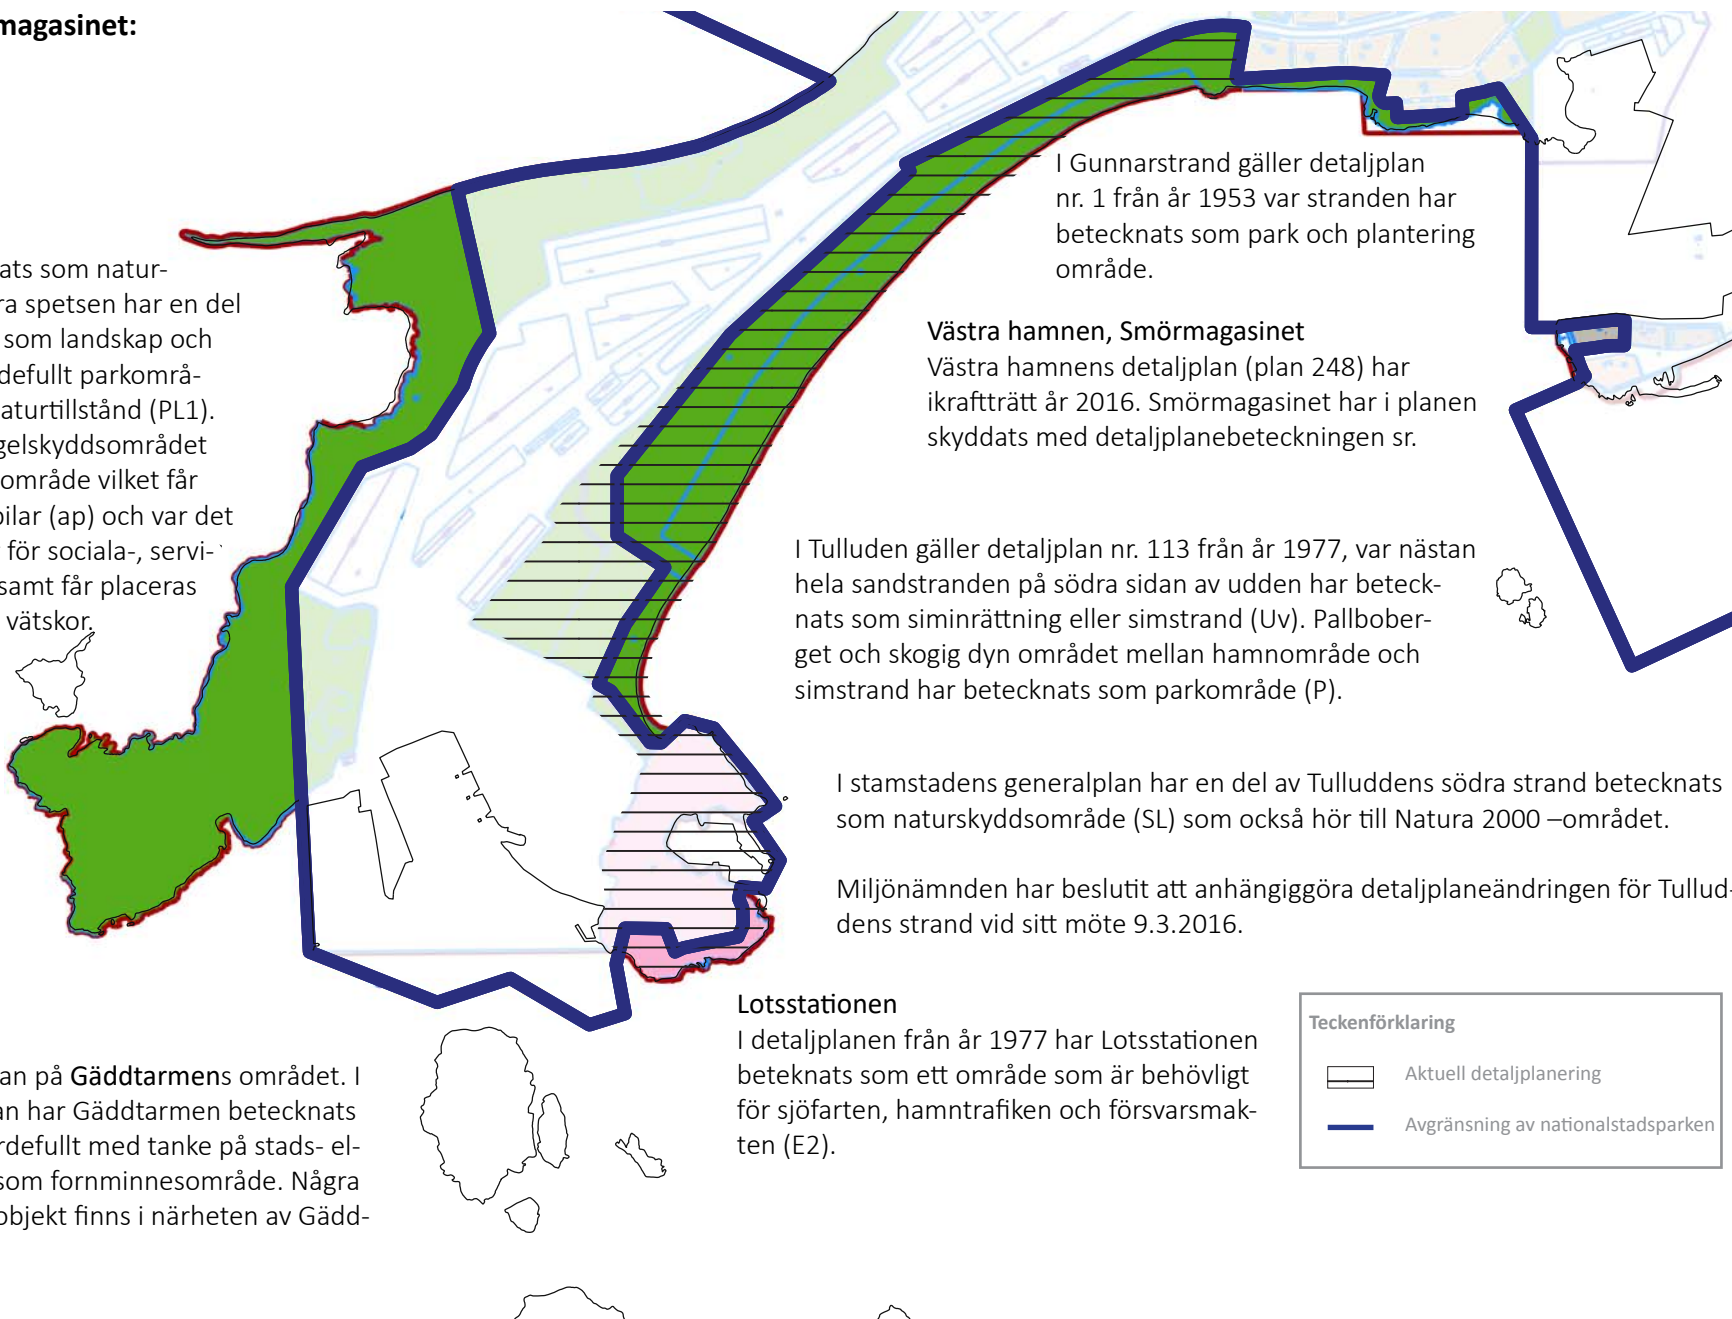 magasinet:
ats som natur-
ra spetsen har en del
som landskap och
defullt parkområ-
aturtillstånd (PL1).
gelskyddsområdet
område vilket får
pilar (ap) och var det
för sociala-, servi-
samt får placeras
vätskor.
I Gunnarstrand gäller detaljplan
nr. 1 från år 1953 var stranden har
betecknats som park och plantering
område.
Västra hamnen, Smörmagasinet
Västra hamnens detaljplan (plan 248) har
ikraftträtt år 2016. Smörmagasinet har i planen
skyddats med detaljplanebeteckningen sr.
I Tulluden gäller detaljplan nr. 113 från år 1977, var nästan
hela sandstranden på södra sidan av udden har beteck-
nats som siminrättning eller simstrand (Uv). Pallbober-
get och skogig dyn området mellan hamnområde och
simstrand har betecknats som parkområde (P).
I stamstadens generalplan har en del av Tulluddens södra strand betecknats
som naturskyddsområde (SL) som också hör till Natura 2000 –området.
Miljönämnden har beslutit att anhängiggöra detaljplaneändringen för Tullud-
dens strand vid sitt möte 9.3.2016.
Lotsstationen
I detaljplanen från år 1977 har Lotsstationen
beteknats som ett område som är behövligt
för sjöfarten, hamntrafiken och försvarsmak-
ten (E2).
an på Gäddtarmens området. I
an har Gäddtarmen betecknats
rdefullt med tanke på stads- el-
som fornminnesområde. Några
objekt finns i närheten av Gädd-
Teckenförklaring
Aktuell detaljplanering
Avgränsning av nationalstadsparken